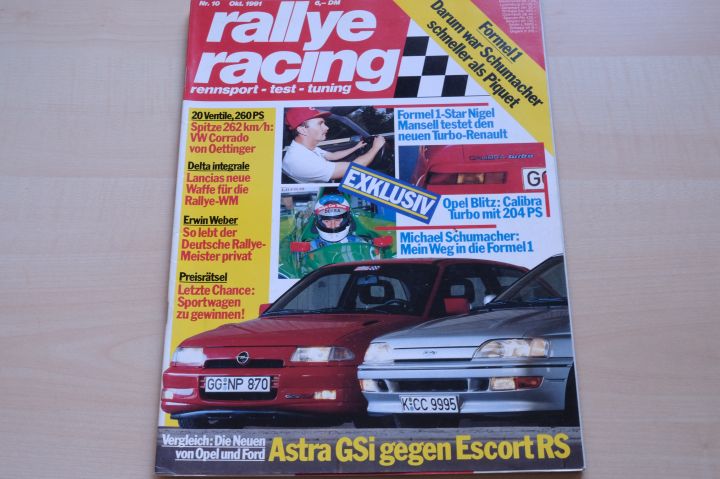 Nr. 10 Okt. 1991 6,– DM
rallye
racing
rennsport - test - tuning
Formel 1
Darum war Schumacher
schneller als Piquet
20 Ventile, 260 PS
Spitze 262 km/h:
VW Corrado
von Oettinger
Delta integrale
Lancias neue
Waffe für die
Rallye-WM
Erwin Weber
So lebt der
Deutsche Rallye-
Meister privat
Preisrätsel
Letzte Chance:
Sportwagen
zu gewinnen!
Formel 1-Star Nigel
Mansell testet den
neuen Turbo-Renault
CALIBRA turbo
G
EXKLUSIV
Opel Blitz: Calibra
Turbo mit 204 PS
Michael Schumacher:
Mein Weg in die Formel 1
GG NP 870
K CC 9995
Vergleich: Die Neuen
von Opel und Ford
Astra GSi gegen Escort RS